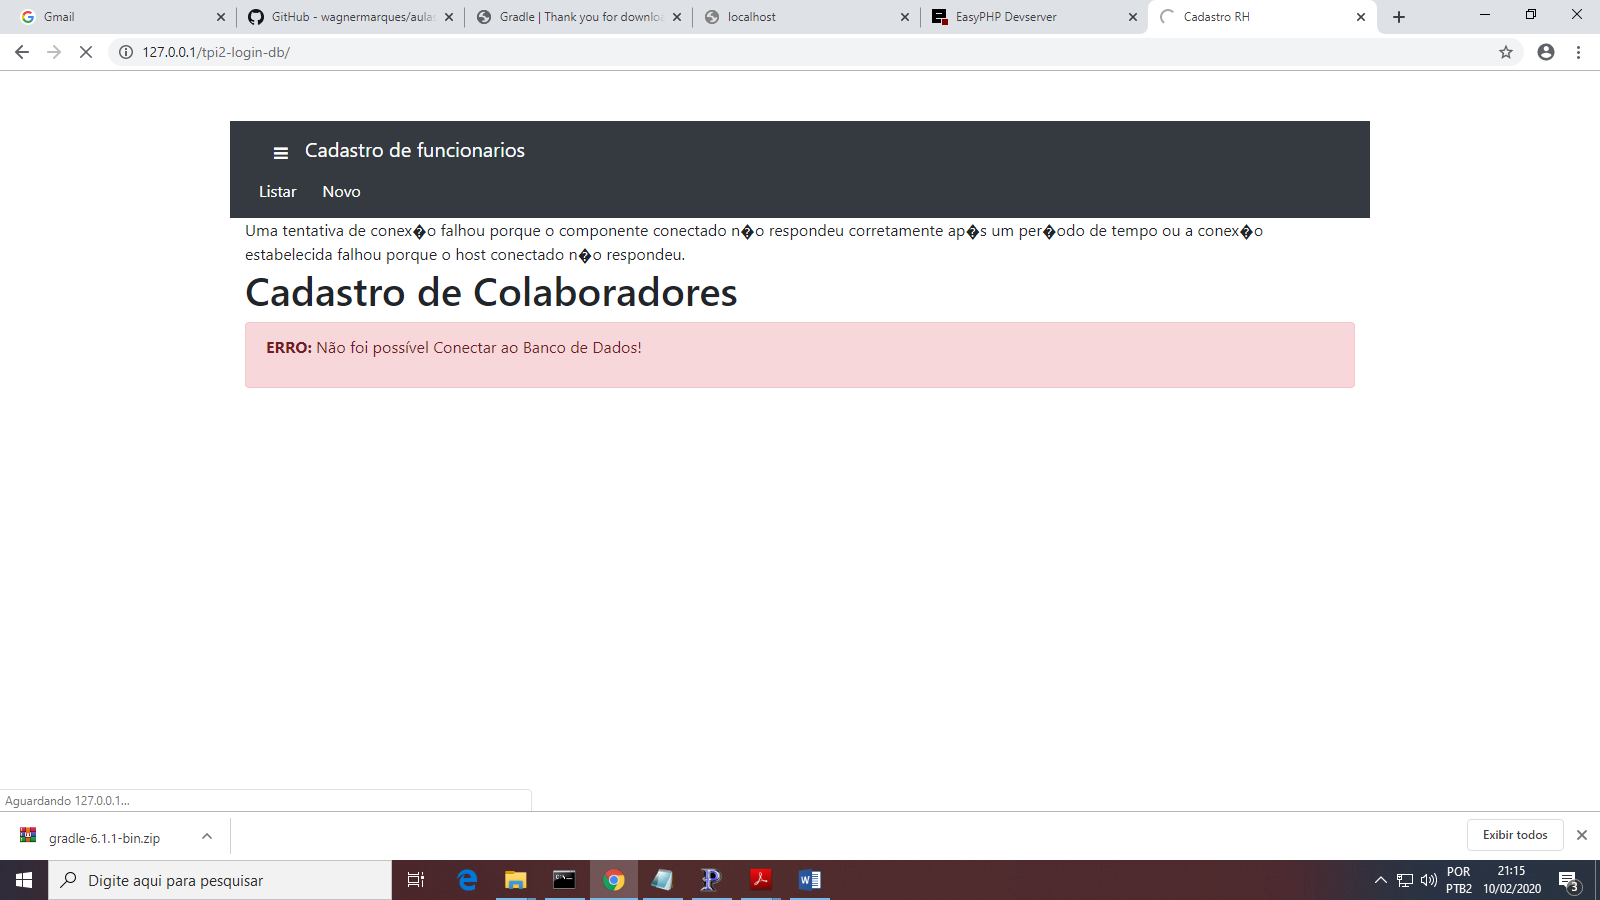 Gmail
GitHub - wagnermarques/aulas
Gradle | Thank you for downloa
localhost
EasyPHP Devserver
Cadastro RH
127.0.0.1/tpi2-login-db/
Cadastro de funcionarios
Listar Novo
Uma tentativa de conex�o falhou porque o componente conectado n�o respondeu corretamente ap�s um per�odo de tempo ou a conex�o
estabelecida falhou porque o host conectado n�o respondeu.
Cadastro de Colaboradores
ERRO: Não foi possível Conectar ao Banco de Dados!
Aguardando 127.0.0.1...
gradle-6.1.1-bin.zip
Exibir todos
Digite aqui para pesquisar
POR
PTB2
21:15
10/02/2020
3